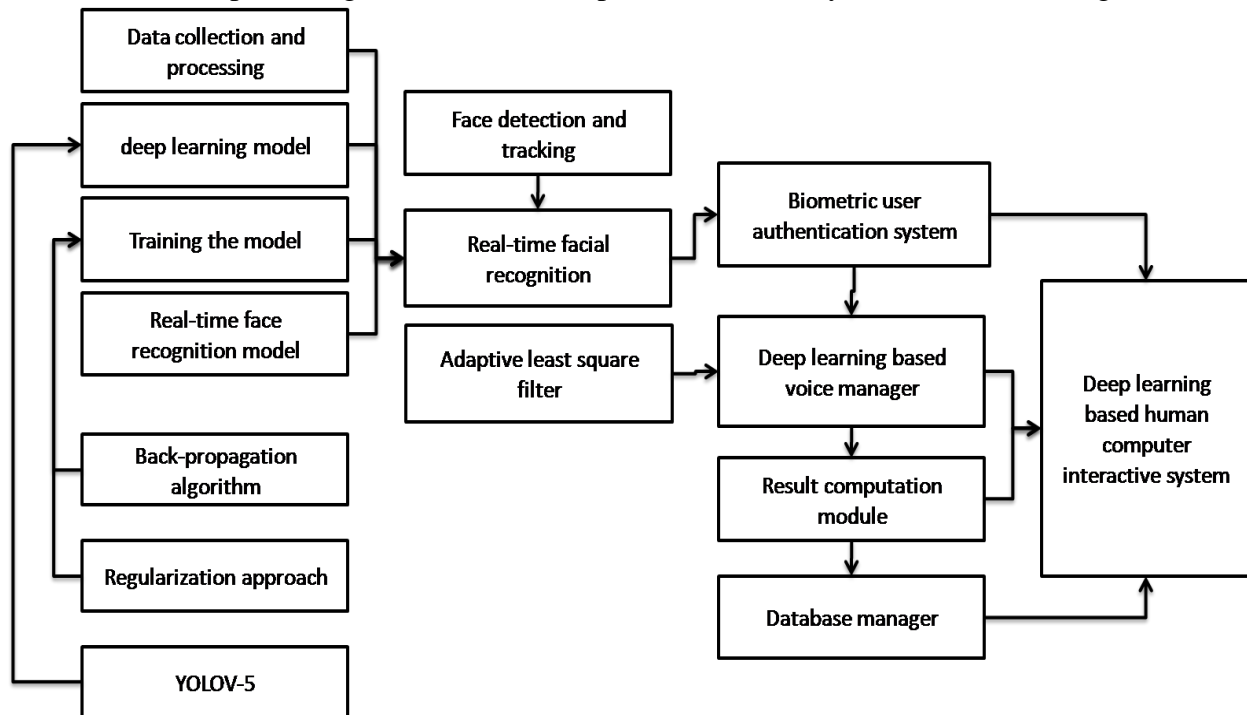 Data collection and
processing
deep learning model
Training the model
Real-time face
recognition model
Back-propagation
algorithm
Regularization approach
YOLOV-5
Face detection and
tracking
Real-time facial
recognition
Adaptive least square
filter
Biometric user
authentication system
Deep learning based
voice manager
Result computation
module
Database manager
Deep learning
based human
computer
interactive system